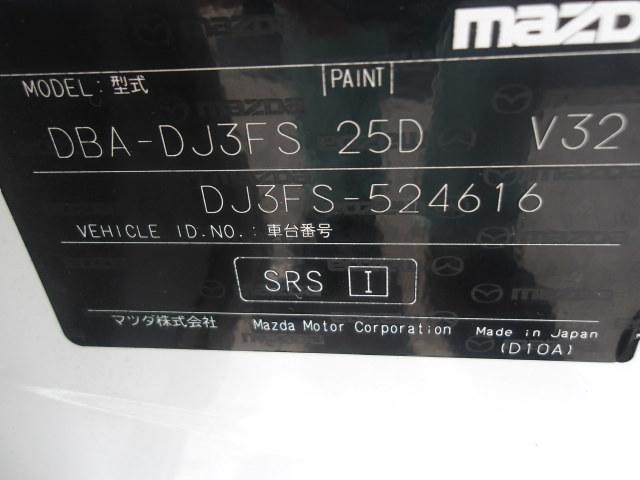 mazda
MODEL: 型式 PAINT
DBA-DJ3FS 25D V32
DJ3FS-524616
VEHICLE ID.NO.: 車台番号
SRS I
マツダ株式会社 Mazda Motor Corporation Made in Japan
(D10A)